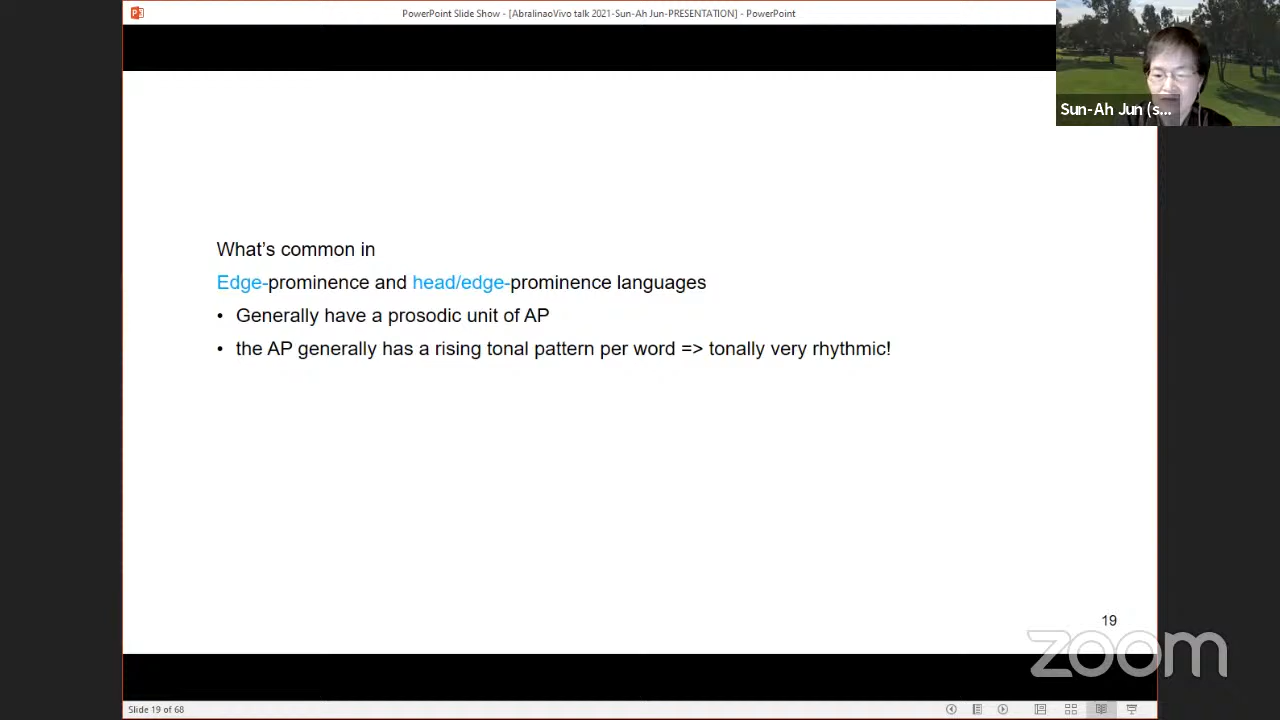 PowerPoint Slide Show - [AbralinaoVivo talk 2021-Sun-Ah Jun-PRESENTATION] - PowerPoint
Sun-Ah Jun (s...
What's common in
Edge-prominence and head/edge-prominence languages
• Generally have a prosodic unit of AP
• the AP generally has a rising tonal pattern per word => tonally very rhythmic!
19
zoom
Slide 19 of 68